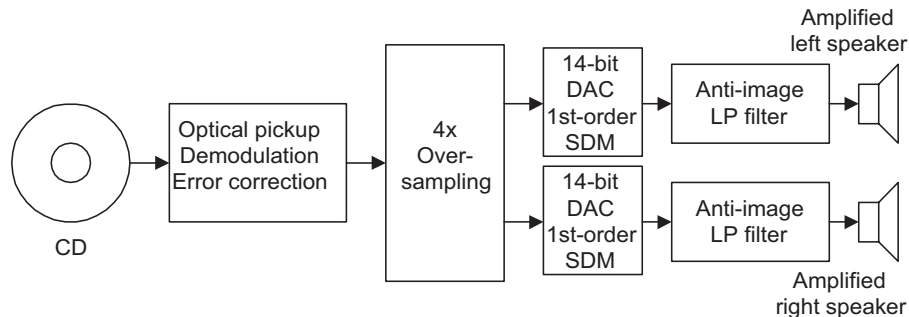 CD
Optical pickup
Demodulation
Error correction
4x
Over-
sampling
14-bit
DAC
1st-order
SDM
Anti-image
LP filter
Amplified
left speaker
14-bit
DAC
1st-order
SDM
Anti-image
LP filter
Amplified
right speaker